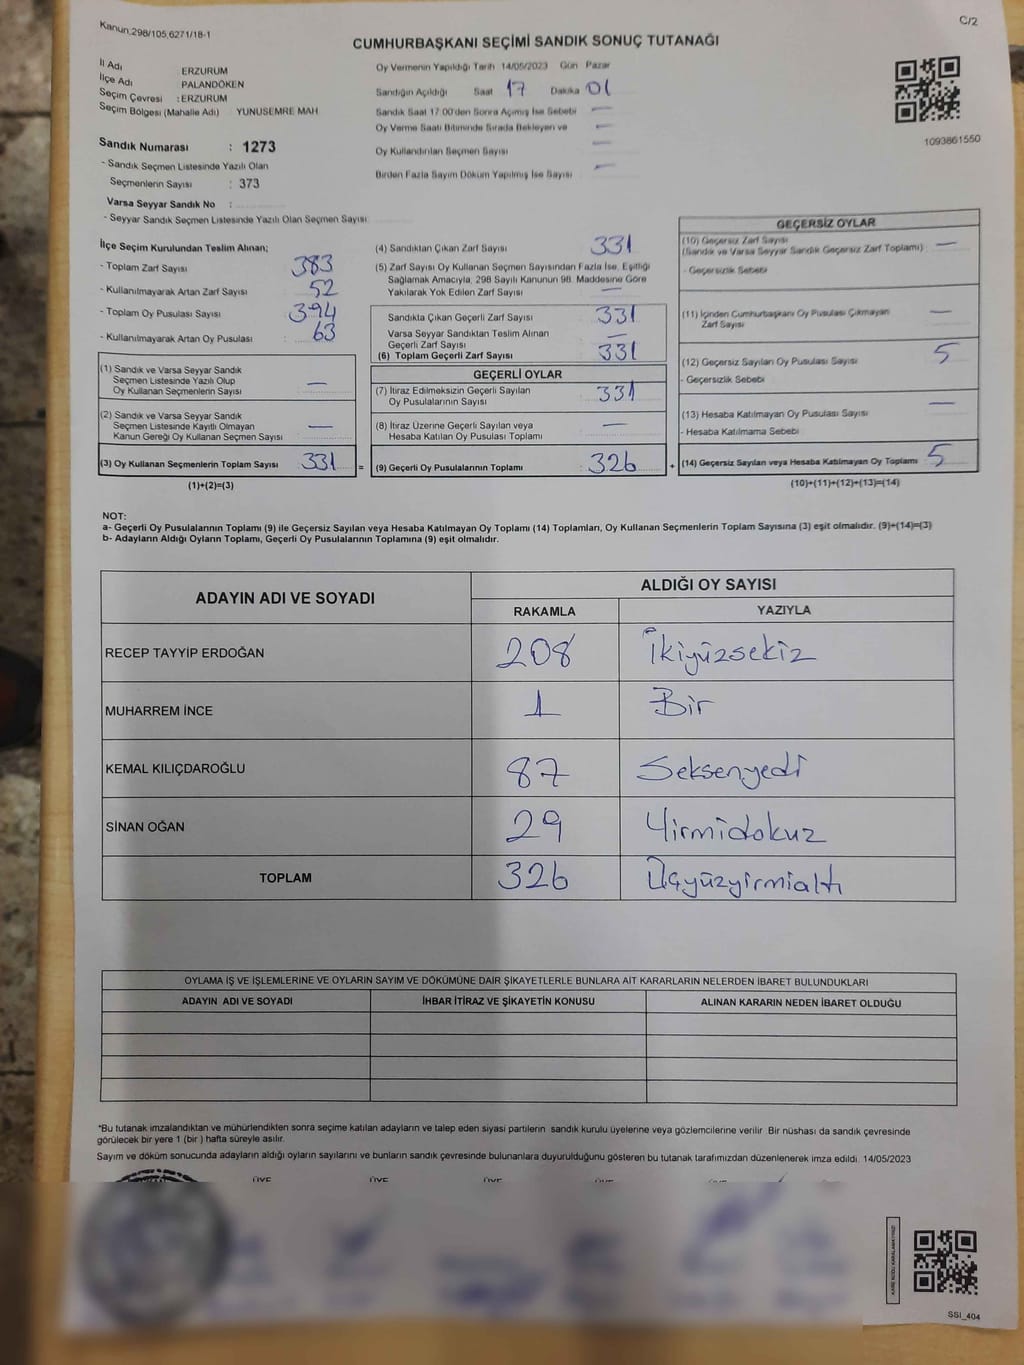 Kanun,298/105,6271/18-1
C/2
CUMHURBAŞKANI SEÇİMİ SANDIK SONUÇ TUTANAĞI
İl Adı ERZURUM
İlçe Adı PALANDÖKEN
Seçim Çevresi : ERZURUM
Seçim Bölgesi (Mahalle Adı) YUNUSEMRE MAH
Sandık Numarası : 1273
- Sandık Seçmen Listesinde Yazılı Olan
Seçmenlerin Sayısı : 373
Varsa Seyyar Sandık No :
- Seyyar Sandık Seçmen Listesinde Yazılı Olan Seçmen Sayısı:
Oy Vermenin Yapıldığı Tarih 14/05/2023 Gün Pazar
Sandığın Açıldığı Saat 17 Dakika 01
Sandık Saat 17:00'den Sonra Açılmış İse Sebebi —
Oy Verme Saati Bitiminde Sırada Bekleyen ve —
Oy Kullandırılan Seçmen Sayısı —
Birden Fazla Sayım Döküm Yapılmış İse Sayısı —
1093861550
İlçe Seçim Kurulundan Teslim Alınan;
- Toplam Zarf Sayısı 383
- Kullanılmayarak Artan Zarf Sayısı 52
- Toplam Oy Pusulası Sayısı 394
- Kullanılmayarak Artan Oy Pusulası 63
(1) Sandık ve Varsa Seyyar Sandık
Seçmen Listesinde Yazılı Olup
Oy Kullanan Seçmenlerin Sayısı —
(2) Sandık ve Varsa Seyyar Sandık
Seçmen Listesinde Kayıtlı Olmayan
Kanun Gereği Oy Kullanan Seçmen Sayısı —
(3) Oy Kullanan Seçmenlerin Toplam Sayısı 331 =
(1)+(2)=(3)
(4) Sandıktan Çıkan Zarf Sayısı 331
(5) Zarf Sayısı Oy Kullanan Seçmen Sayısından Fazla İse, Eşitliği
Sağlamak Amacıyla, 298 Sayılı Kanunun 98. Maddesine Göre
Yakılarak Yok Edilen Zarf Sayısı —
Sandıkta Çıkan Geçerli Zarf Sayısı 331
Varsa Seyyar Sandıktan Teslim Alınan
Geçerli Zarf Sayısı —
(6) Toplam Geçerli Zarf Sayısı 331
GEÇERLİ OYLAR
(7) İtiraz Edilmeksizin Geçerli Sayılan
Oy Pusulalarının Sayısı 331
(8) İtiraz Üzerine Geçerli Sayılan veya
Hesaba Katılan Oy Pusulası Toplamı —
(9) Geçerli Oy Pusulalarının Toplamı : 326 +
GEÇERSİZ OYLAR
(10) Geçersiz Zarf Sayısı
(Sandık ve Varsa Seyyar Sandık Geçersiz Zarf Toplamı) : —
- Geçersizlik Sebebi
(11) İçinden Cumhurbaşkanı Oy Pusulası Çıkmayan
Zarf Sayısı —
(12) Geçersiz Sayılan Oy Pusulası Sayısı 5
- Geçersizlik Sebebi
(13) Hesaba Katılmayan Oy Pusulası Sayısı —
- Hesaba Katılmama Sebebi
(14) Geçersiz Sayılan veya Hesaba Katılmayan Oy Toplamı 5
(10)+(11)+(12)+(13)=(14)
NOT:
a- Geçerli Oy Pusulalarının Toplamı (9) ile Geçersiz Sayılan veya Hesaba Katılmayan Oy Toplamı (14) Toplamları, Oy Kullanan Seçmenlerin Toplam Sayısına (3) eşit olmalıdır. (9)+(14)=(3)
b- Adayların Aldığı Oyların Toplamı, Geçerli Oy Pusulalarının Toplamına (9) eşit olmalıdır.
ADAYIN ADI VE SOYADI
ALDIĞI OY SAYISI
RAKAMLA YAZIYLA
RECEP TAYYİP ERDOĞAN 208 İkiyüzsekiz
MUHARREM İNCE 1 Bir
KEMAL KILIÇDAROĞLU 87 Seksenyedi
SİNAN OĞAN 29 Yirmidokuz
TOPLAM 326 Üçyüzyirmialtı
OYLAMA İŞ VE İŞLEMLERİNE VE OYLARIN SAYIM VE DÖKÜMÜNE DAİR ŞİKAYETLERLE BUNLARA AİT KARARLARIN NELERDEN İBARET BULUNDUKLARI
ADAYIN ADI VE SOYADI İHBAR İTİRAZ VE ŞİKAYETİN KONUSU ALINAN KARARIN NEDEN İBARET OLDUĞU
*Bu tutanak imzalandıktan ve mühürlendikten sonra seçime katılan adayların ve talep eden siyasi partilerin sandık kurulu üyelerine veya gözlemcilerine verilir. Bir nüshası da sandık çevresinde
görülecek bir yere 1 (bir ) hafta süreyle asılır.
Sayım ve döküm sonucunda adayların aldığı oyların sayılarını ve bunların sandık çevresinde bulunanlara duyurulduğunu gösteren bu tutanak tarafımızdan düzenlenerek imza edildi. 14/05/2023
ÜYE ÜYE ÜYE
SSI_404